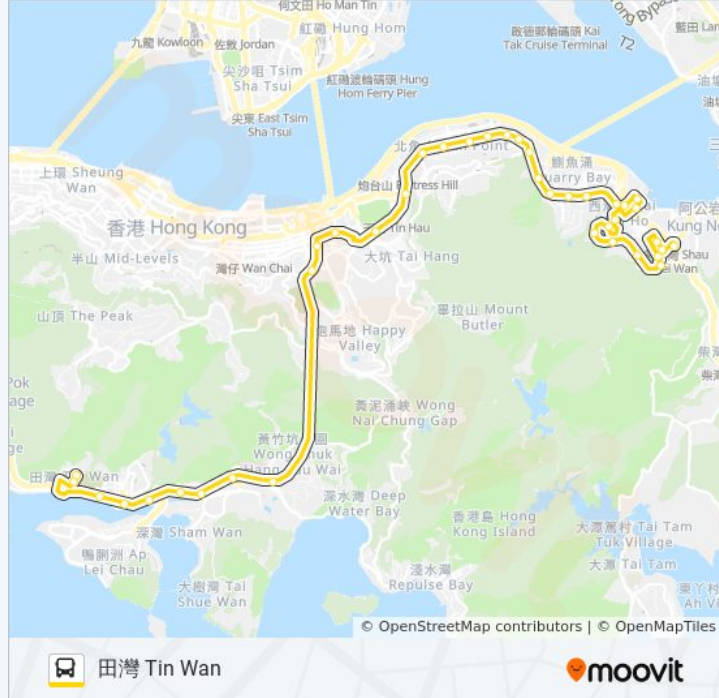 何文田 Ho Man Tin
紅磡 Hung Hom
九龍 Kowloon
佐敦 Jordan
啟德郵輪碼頭 Kai
Tak Cruise Terminal
T2
尖沙咀 Tsim
Sha Tsui
紅磡渡輪碼頭 Hung
Hom Ferry Pier
尖東 East Tsim
Sha Tsui
上環 Sheung
Wan
炮台山 Fortress Hill
鰂魚涌
Quarry Bay
香港 Hong Kong
Tin Hau
半山 Mid-Levels
灣仔 Wan Chai
大坑 Tai Hang
阿公岩
Shau
山頂 The Peak
畢拉山 Mount
Butler
跑馬地 Happy
Valley
黃泥涌峽 Wong
Nai Chung Gap
黃竹坑
田灣
Wan
深水灣 Deep
Water Bay
香港島 Hong
Kong Island
大潭篤村 Tai Tam
Tuk Village
深灣 Sham Wan
鴨脷洲 Ap
Lei Chau
大樹灣 Tai
Shue Wan
淺水灣
Repulse Bay
大潭 Tai Tam
© OpenStreetMap contributors | © OpenMapTiles
田灣 Tin Wan
moovit